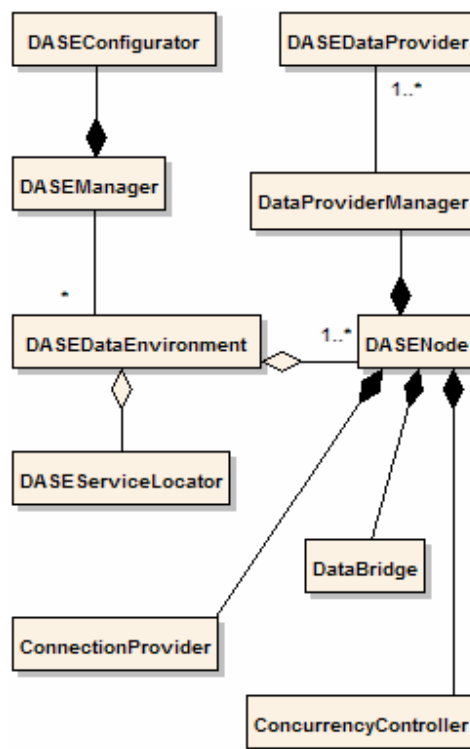 DASEConfigurator
DASEDataProvider
1..*
DASEManager
DataProviderManager
*
1..*
DASEDataEnvironment
DASENode
DASEServiceLocator
DataBridge
ConnectionProvider
ConcurrencyController